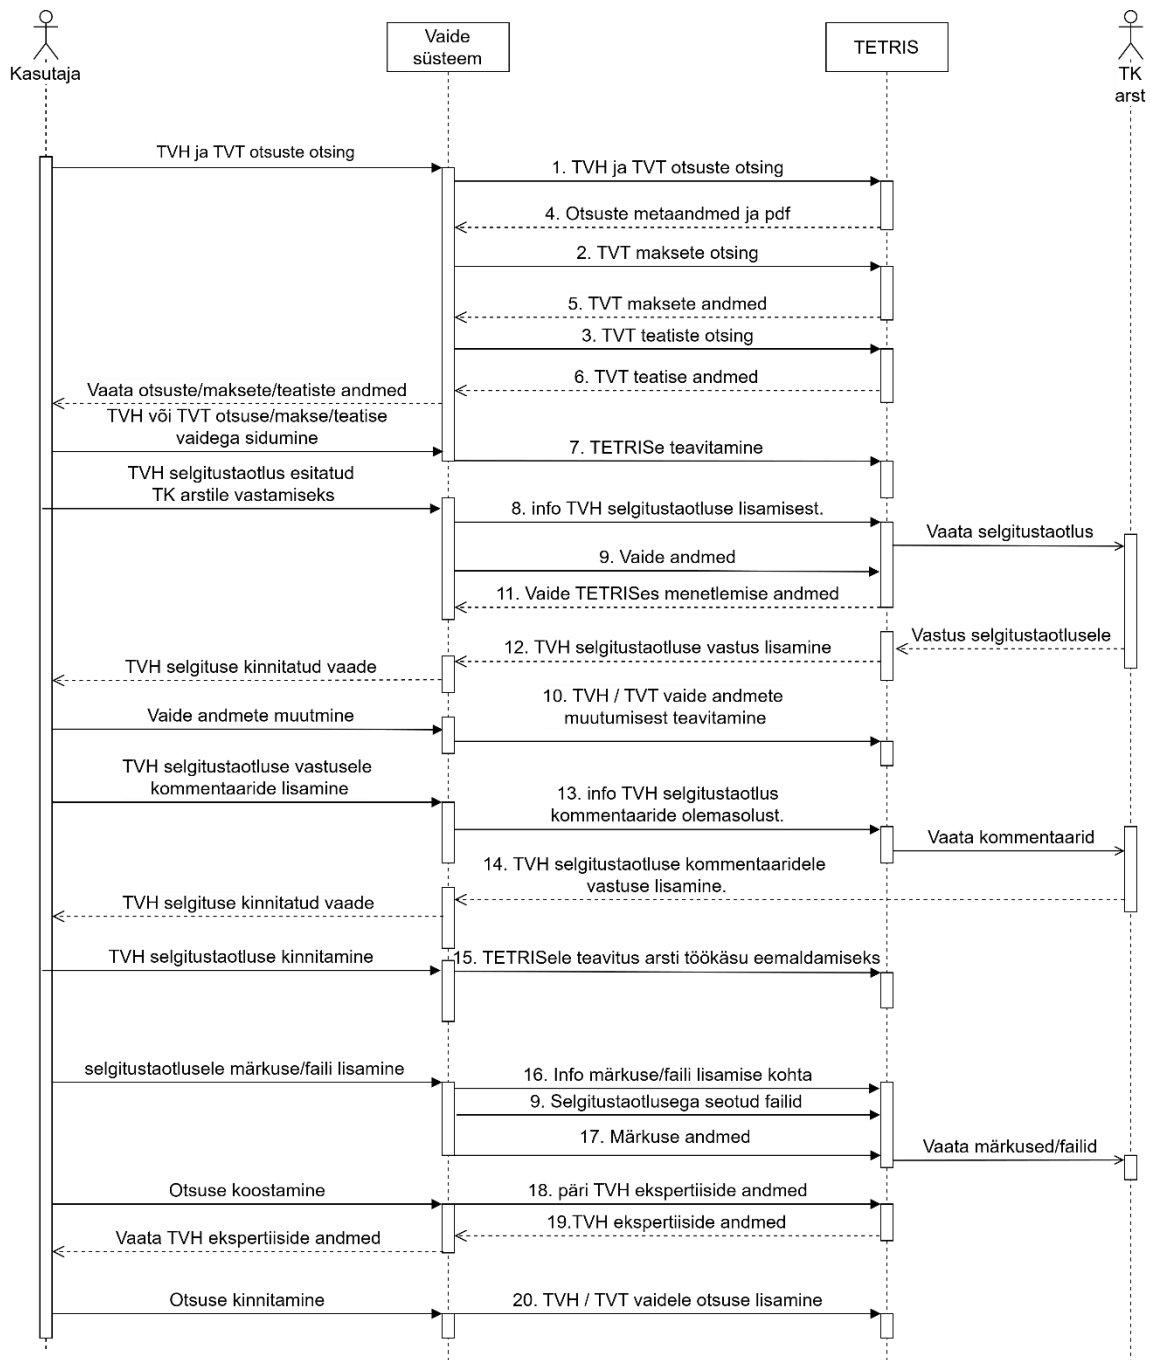 Kasutaja
Vaide
süsteem
TETRIS
TK
arst
TVH ja TVT otsuste otsing
1. TVH ja TVT otsuste otsing
4. Otsuste metaandmed ja pdf
2. TVT maksete otsing
5. TVT maksete andmed
3. TVT teatiste otsing
6. TVT teatise andmed
Vaata otsuste/maksete/teatiste andmed
TVH või TVT otsuse/makse/teatise
vaidega sidumine
7. TETRISe teavitamine
TVH selgitustaotlus esitatud
TK arstile vastamiseks
8. info TVH selgitustaotluse lisamisest.
Vaata selgitustaotlus
9. Vaide andmed
11. Vaide TETRISes menetlemise andmed
Vastus selgitustaotlusele
12. TVH selgitustaotluse vastus lisamine
TVH selgituse kinnitatud vaade
10. TVH / TVT vaide andmete
muutumisest teavitamine
Vaide andmete muutmine
TVH selgitustaotluse vastusele
kommentaaride lisamine
13. info TVH selgitustaotlus
kommentaaride olemasolust.
Vaata kommentaarid
14. TVH selgitustaotluse kommentaaridele
vastuse lisamine.
TVH selgituse kinnitatud vaade
TVH selgitustaotluse kinnitamine
15. TETRISele teavitus arsti töökäsu eemaldamiseks
selgitustaotlusele märkuse/faili lisamine
16. Info märkuse/faili lisamise kohta
9. Selgitustaotlusega seotud failid
17. Märkuse andmed
Vaata märkused/failid
Otsuse koostamine
18. päri TVH ekspertiiside andmed
19.TVH ekspertiiside andmed
Vaata TVH ekspertiiside andmed
Otsuse kinnitamine
20. TVH / TVT vaidele otsuse lisamine